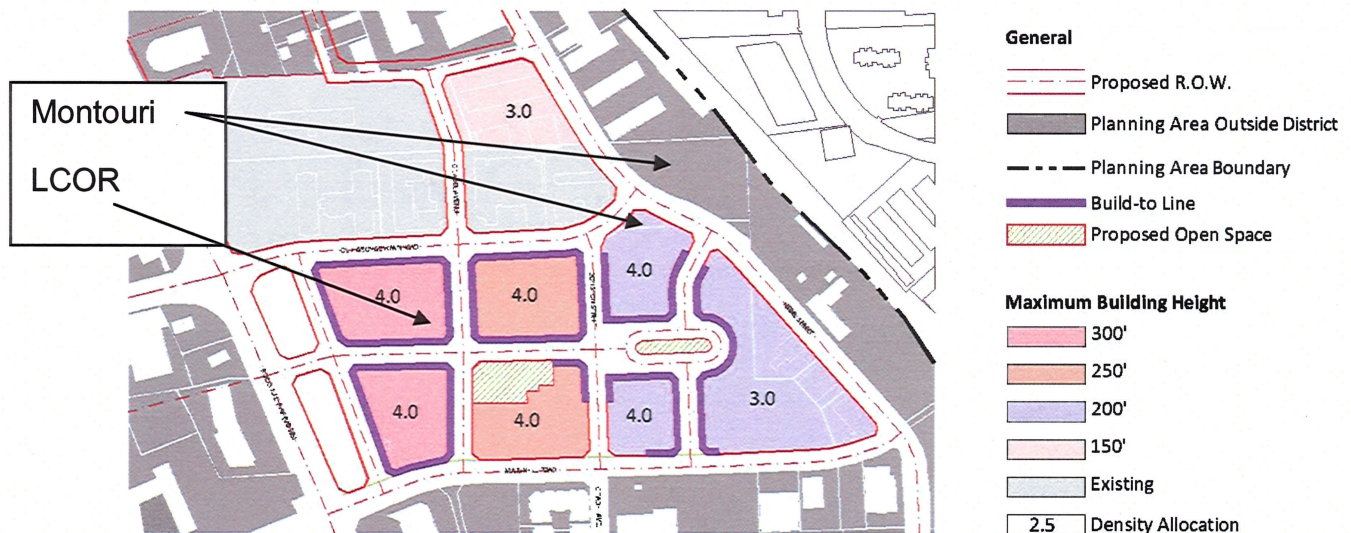 Montouri
LCOR
3.0
4.0
4.0
4.0
4.0
4.0
4.0
3.0
General
Proposed R.O.W.
Planning Area Outside District
Planning Area Boundary
Build-to Line
Proposed Open Space
Maximum Building Height
300'
250'
200'
150'
Existing
2.5 Density Allocation